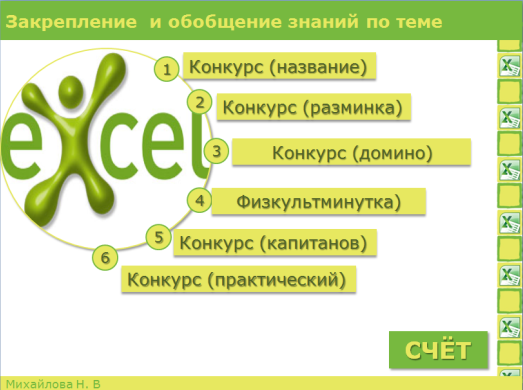 Закрепление и обобщение знаний по теме
excel
1 Конкурс (название)
2 Конкурс (разминка)
3 Конкурс (домино)
4 Физкультминутка)
5 Конкурс (капитанов)
6 Конкурс (практический)
СЧЁТ
Михайлова Н. В